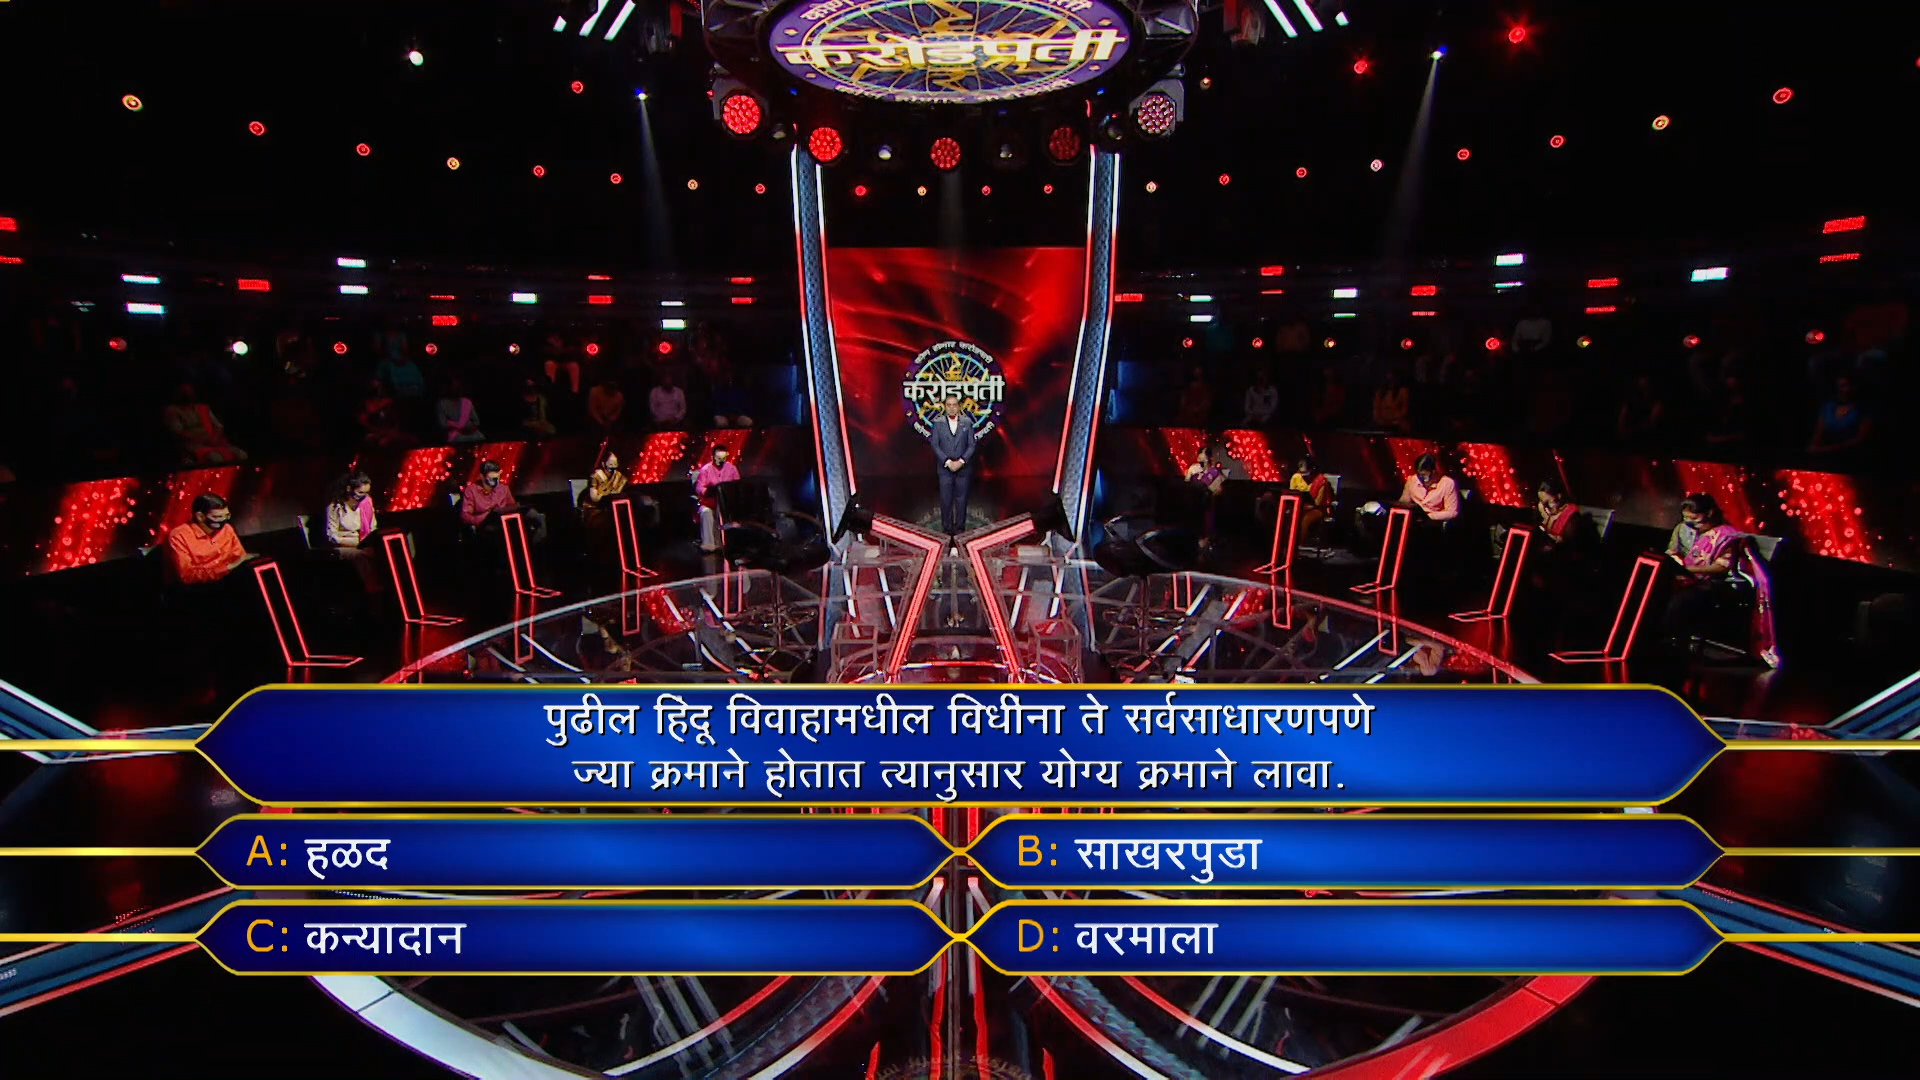 करोडपती
करोडपती
पुढील हिंदू विवाहामधील विधींना ते सर्वसाधारणपणे
ज्या क्रमाने होतात त्यानुसार योग्य क्रमाने लावा.
A: हळद
B: साखरपुडा
C: कन्यादान
D: वरमाला